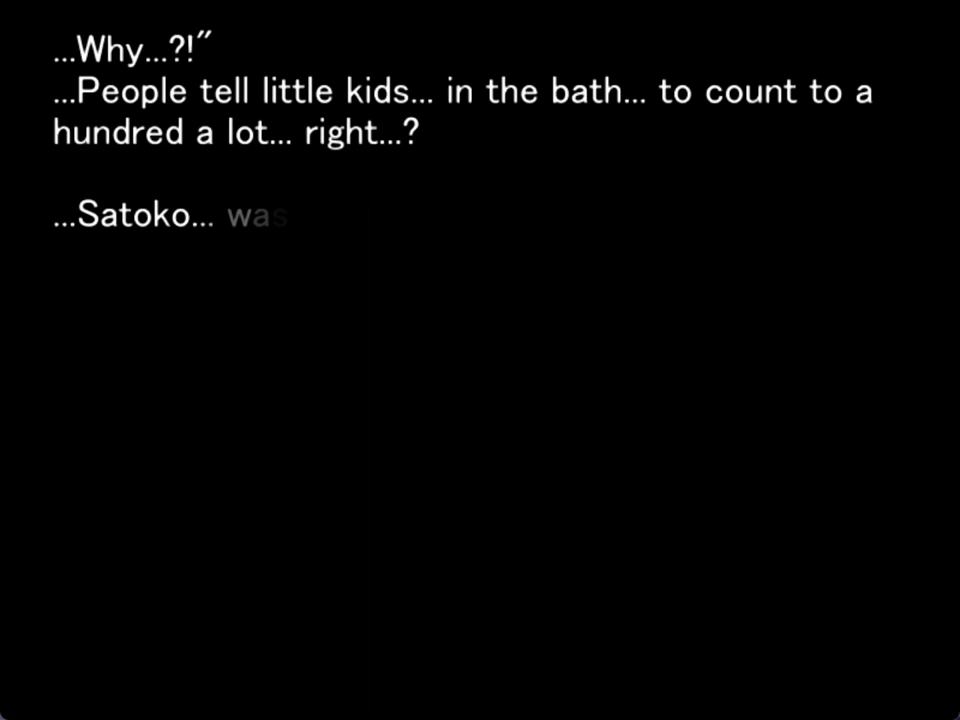 ...Why...?!"
...People tell little kids... in the bath... to count to a
hundred a lot... right...?
...Satoko... was